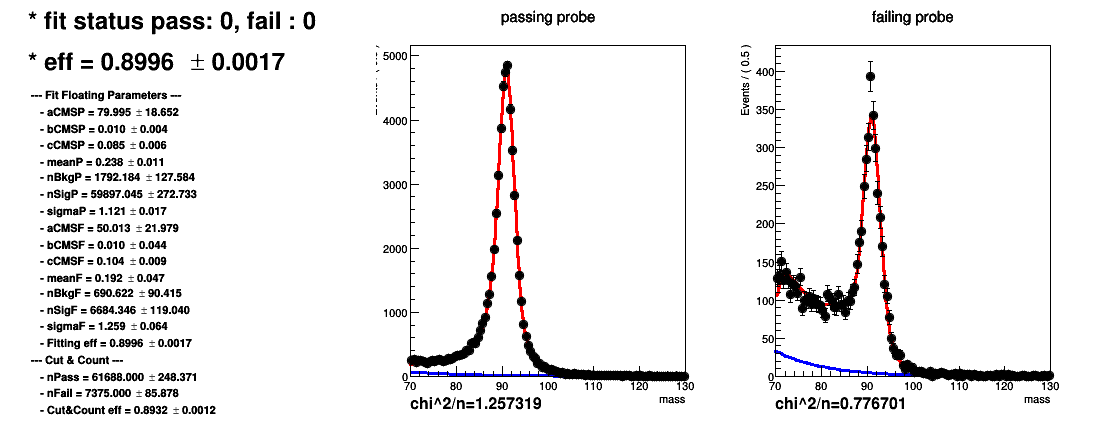 * fit status pass: 0, fail : 0
* eff = 0.8996 ± 0.0017
--- Fit Floating Parameters ---
- aCMSP = 79.995 ± 18.652
- bCMSP = 0.010 ± 0.004
- cCMSP = 0.085 ± 0.006
- meanP = 0.238 ± 0.011
- nBkgP = 1792.184 ± 127.584
- nSigP = 59897.045 ± 272.733
- sigmaP = 1.121 ± 0.017
- aCMSF = 50.013 ± 21.979
- bCMSF = 0.010 ± 0.044
- cCMSF = 0.104 ± 0.009
- meanF = 0.192 ± 0.047
- nBkgF = 690.622 ± 90.415
- nSigF = 6684.346 ± 119.040
- sigmaF = 1.259 ± 0.064
- Fitting eff = 0.8996 ± 0.0017
--- Cut & Count ---
- nPass = 61688.000 ± 248.371
- nFail = 7375.000 ± 85.878
- Cut&Count eff = 0.8932 ± 0.0012
passing probe
5000
4000
3000
2000
1000
0
70 80 90 100 110 120 130
mass
chi^2/n=1.257319
failing probe
Events / ( 0.5 )
400
350
300
250
200
150
100
50
0
70 80 90 100 110 120 130
mass
chi^2/n=0.776701